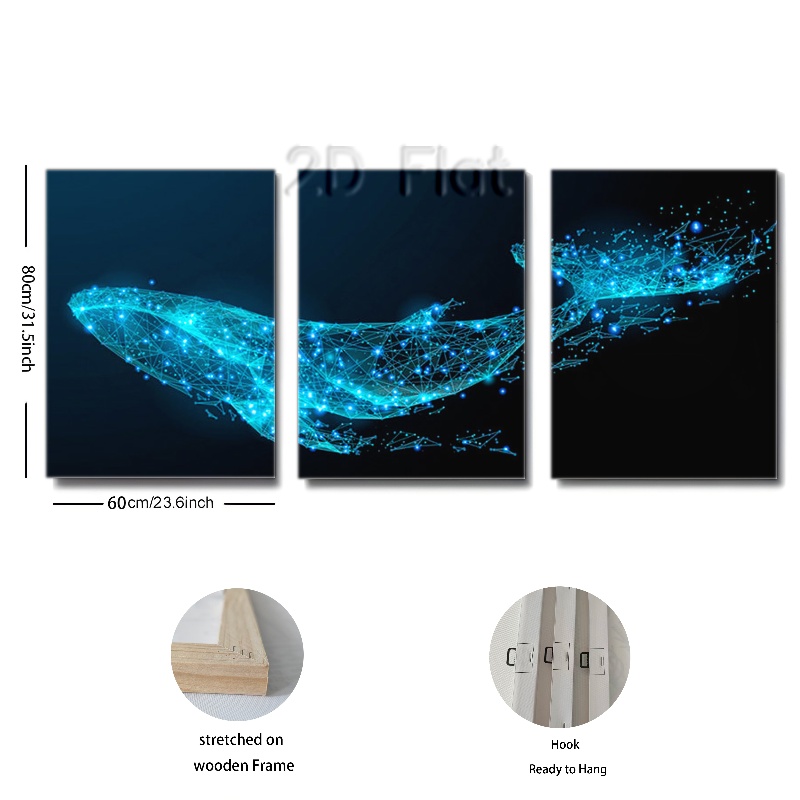 2D Flat
80cm/31.5inch
60cm/23.6inch
stretched on
wooden Frame
Hook
Ready to Hang